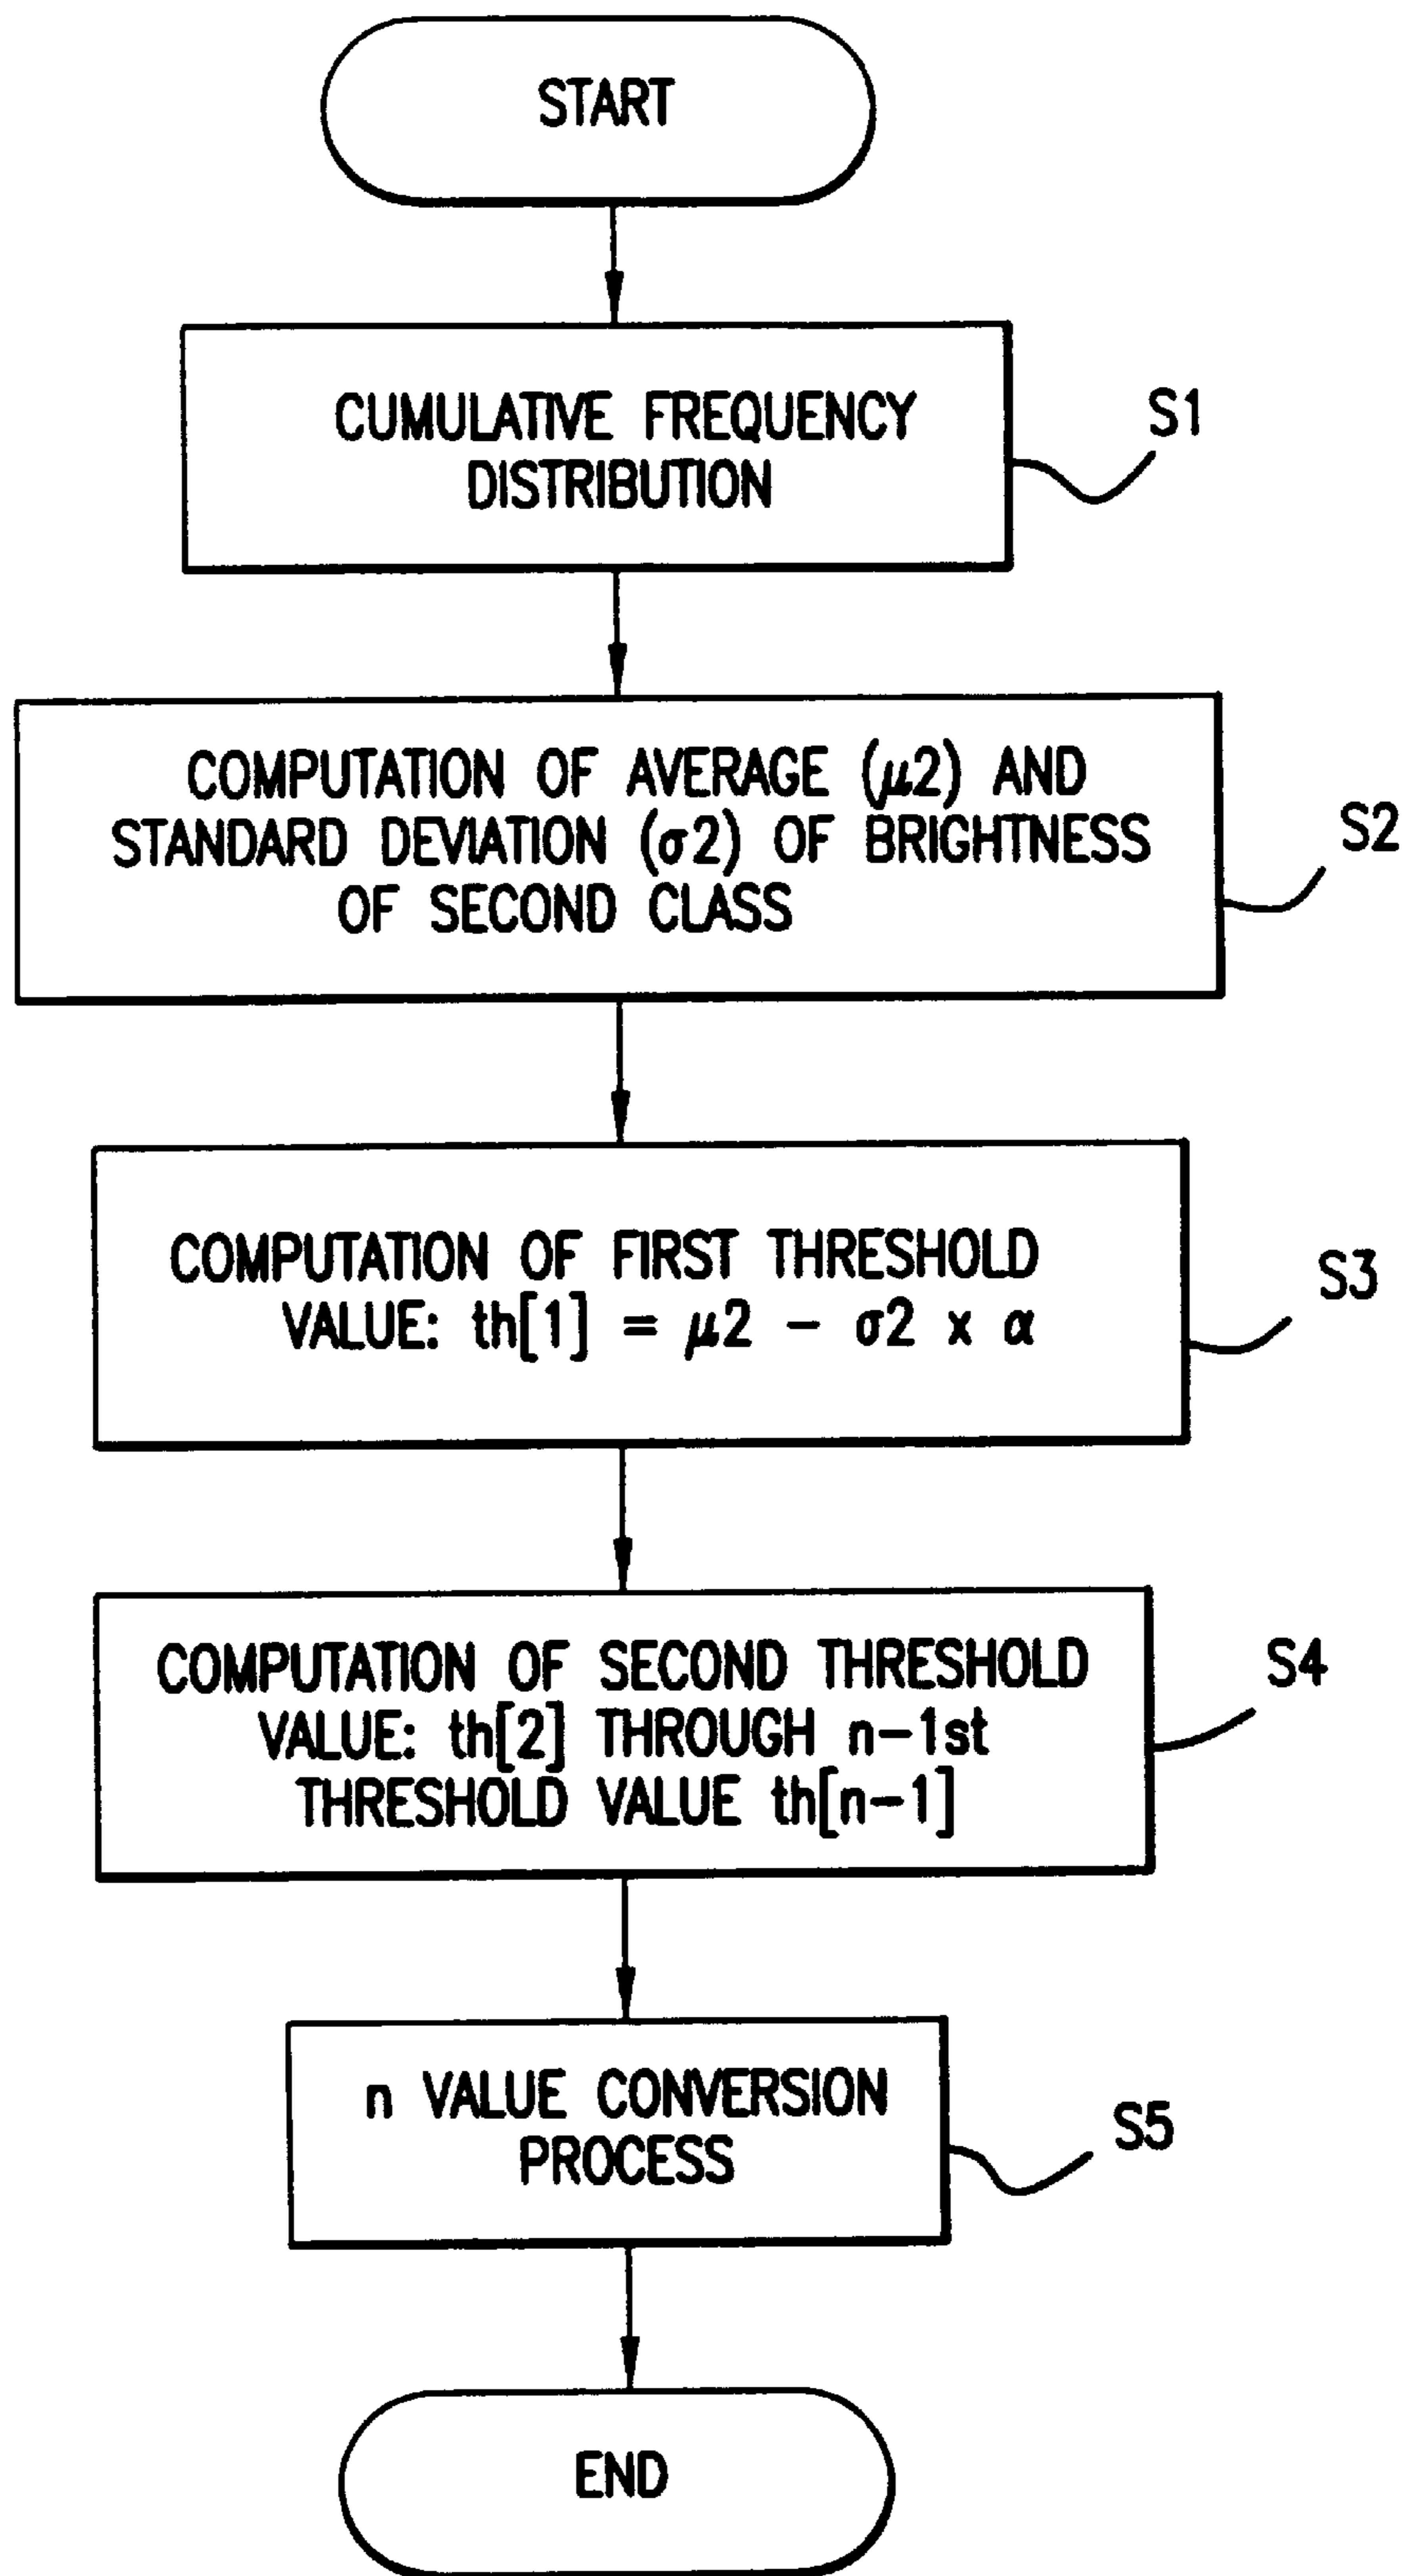 START
CUMULATIVE FREQUENCY
DISTRIBUTION
S1
COMPUTATION OF AVERAGE (μ2) AND
STANDARD DEVIATION (σ2) OF BRIGHTNESS
OF SECOND CLASS
S2
COMPUTATION OF FIRST THRESHOLD
VALUE: th[1] = μ2 - σ2 x α
S3
COMPUTATION OF SECOND THRESHOLD
VALUE: th[2] THROUGH n-1st
THRESHOLD VALUE th[n-1]
S4
n VALUE CONVERSION
PROCESS
S5
END